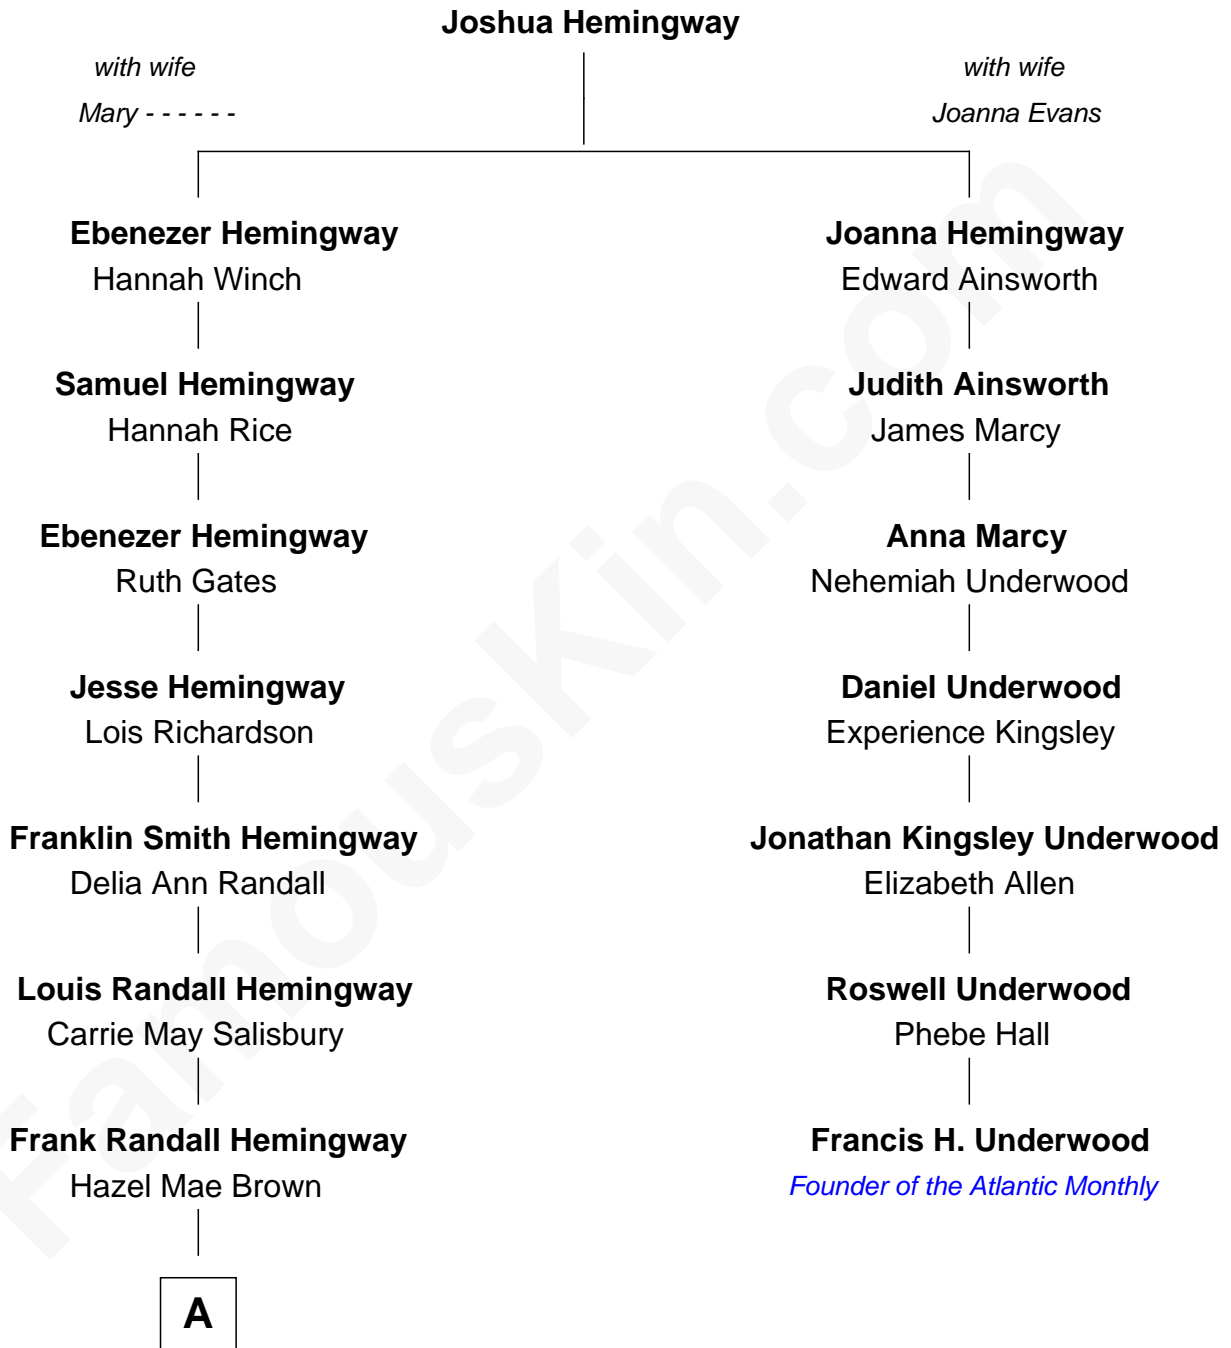 Joshua Hemingway
with wife
Mary - - - - - -
with wife
Joanna Evans
Ebenezer Hemingway
Hannah Winch
Joanna Hemingway
Edward Ainsworth
Samuel Hemingway
Hannah Rice
Judith Ainsworth
James Marcy
Ebenezer Hemingway
Ruth Gates
Anna Marcy
Nehemiah Underwood
Jesse Hemingway
Lois Richardson
Daniel Underwood
Experience Kingsley
Franklin Smith Hemingway
Delia Ann Randall
Jonathan Kingsley Underwood
Elizabeth Allen
Louis Randall Hemingway
Carrie May Salisbury
Roswell Underwood
Phebe Hall
Frank Randall Hemingway
Hazel Mae Brown
Francis H. Underwood
Founder of the Atlantic Monthly
A
FamousKin.com